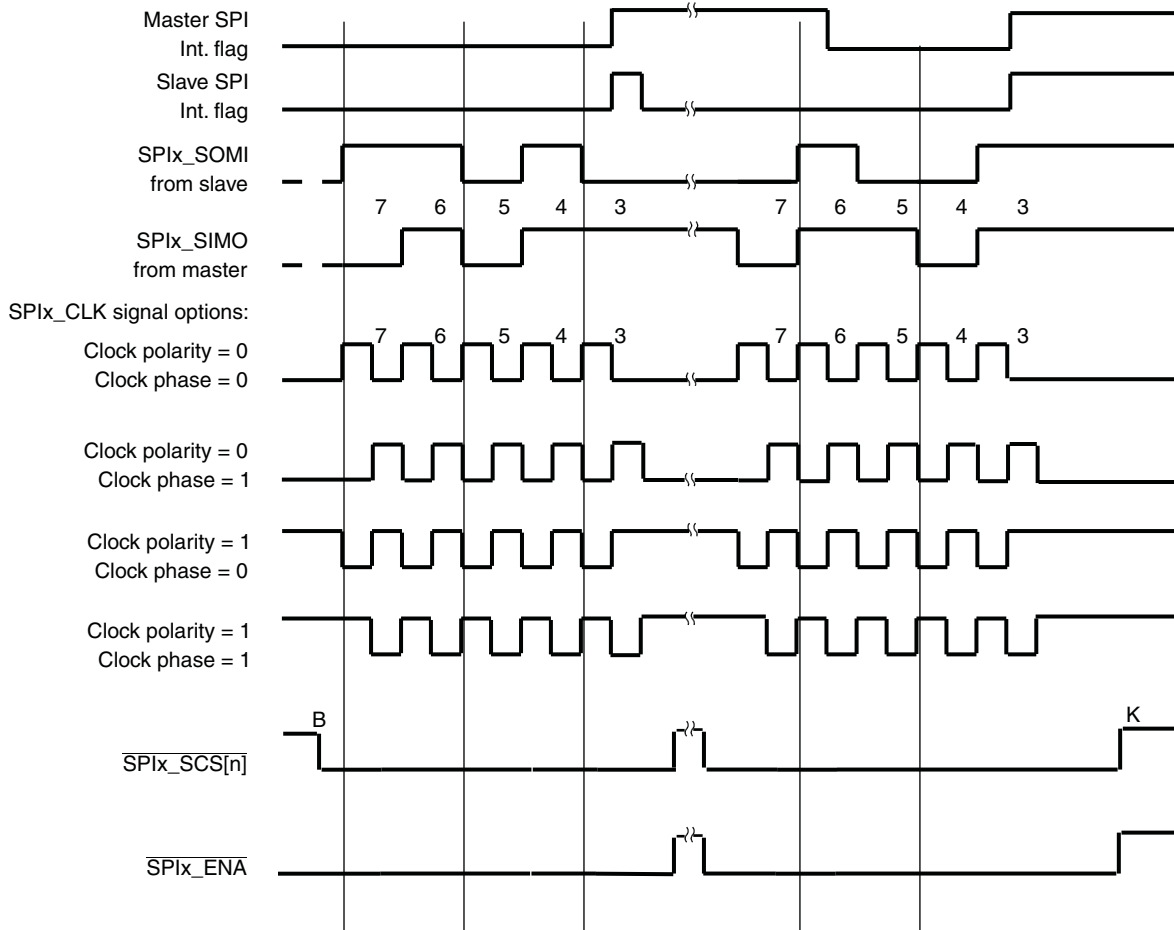 Master SPI
Int. flag
Slave SPI
Int. flag
SPIx_SOMI
from slave
7 6 5 4 3 7 6 5 4 3
SPIx_SIMO
from master
SPIx_CLK signal options:
7 6 5 4 3 7 6 5 4 3
Clock polarity = 0
Clock phase = 0
Clock polarity = 0
Clock phase = 1
Clock polarity = 1
Clock phase = 0
Clock polarity = 1
Clock phase = 1
B K
SPIx_SCS[n]
SPIx_ENA